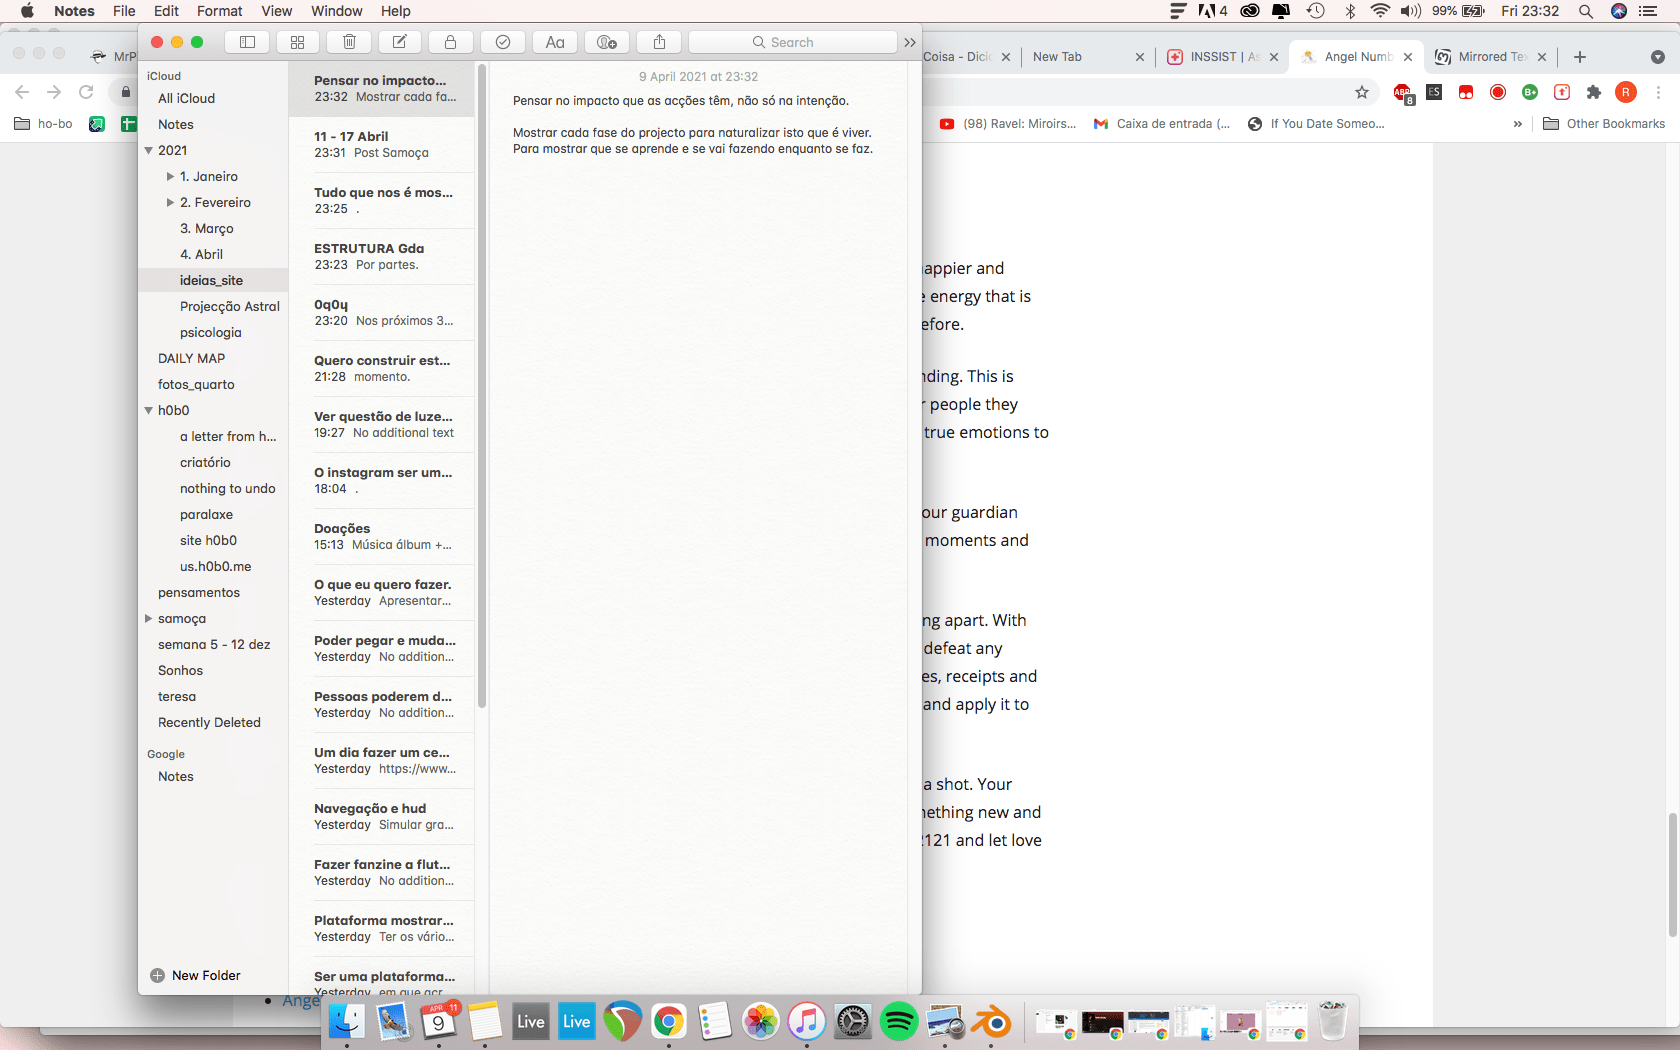 Notes File Edit Format View Window Help 4 99% Fri 23:32
MrP Coisa - Dicio New Tab INSSIST | As Angel Numb Mirrored Tex
Search
8 ES B+ R
ho-bo (98) Ravel: Miroirs... Caixa de entrada (... If You Date Someo... Other Bookmarks
iCloud
All iCloud
Notes
2021
1. Janeiro
2. Fevereiro
3. Março
4. Abril
ideias_site
Projecção Astral
psicologia
DAILY MAP
fotos_quarto
h0b0
a letter from h...
criatório
nothing to undo
paralaxe
site h0b0
us.h0b0.me
pensamentos
samoça
semana 5 - 12 dez
Sonhos
teresa
Recently Deleted
Google
Notes
New Folder
Pensar no impacto...
23:32 Mostrar cada fa...
11 - 17 Abril
23:31 Post Samoça
Tudo que nos é mos...
23:25 .
ESTRUTURA Gda
23:23 Por partes.
0q0y
23:20 Nos próximos 3...
Quero construir est...
21:28 momento.
Ver questão de luze...
19:27 No additional text
O instagram ser um...
18:04 .
Doações
15:13 Música álbum +...
O que eu quero fazer.
Yesterday Apresentar...
Poder pegar e muda...
Yesterday No addition...
Pessoas poderem d...
Yesterday No addition...
Um dia fazer um ce...
Yesterday https://www...
Navegação e hud
Yesterday Simular gra...
Fazer fanzine a flut...
Yesterday No addition...
Plataforma mostrar...
Yesterday Ter os vário...
Ser uma plataforma...
Yesterday em que acr
9 April 2021 at 23:32
Pensar no impacto que as acções têm, não só na intenção.
Mostrar cada fase do projecto para naturalizar isto que é viver.
Para mostrar que se aprende e se vai fazendo enquanto se faz.
appier and
energy that is
efore.
nding. This is
people they
true emotions to
our guardian
moments and
ng apart. With
defeat any
es, receipts and
and apply it to
a shot. Your
nething new and
121 and let love
Ange
APR 9 11
Live Live